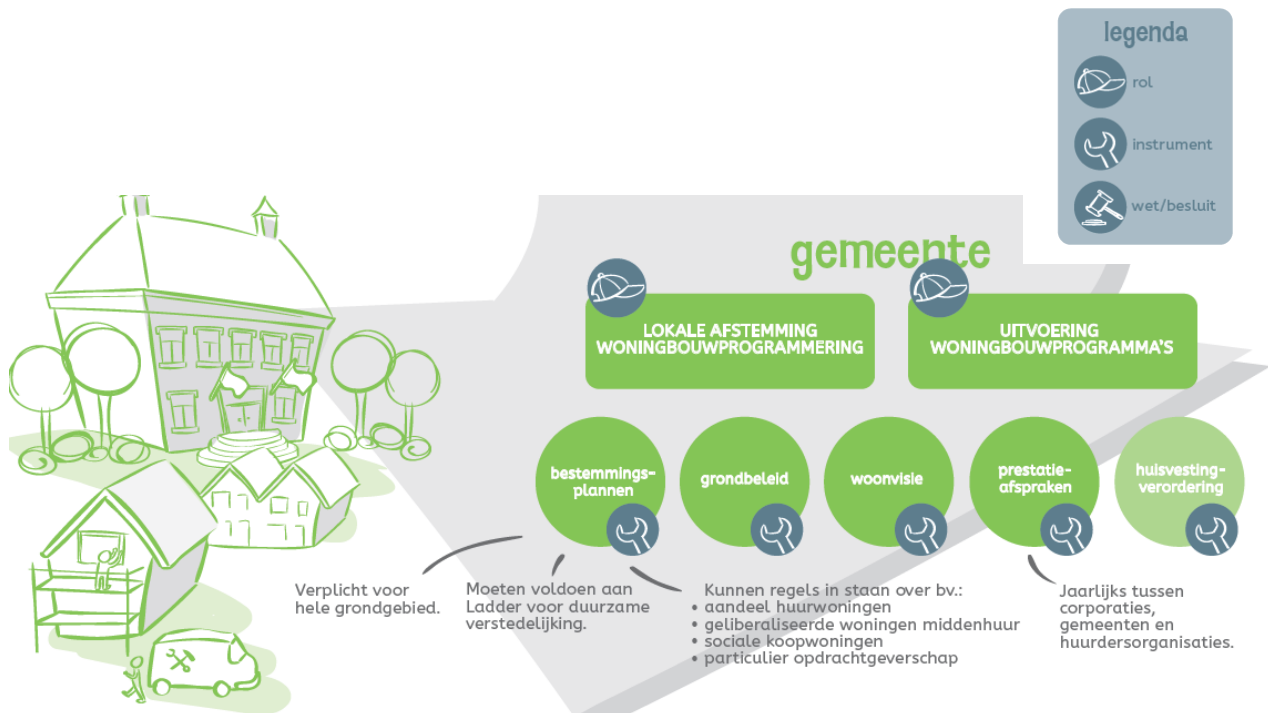 legenda
rol
instrument
wet/besluit
gemeente
LOKALE AFSTEMMING
WONINGBOUWPROGRAMMERING
UITVOERING
WONINGBOUWPROGRAMMA'S
bestemmings-
plannen
grondbeleid
woonvisie
prestatie-
afspraken
huisvesting-
verordening
Verplicht voor
hele grondgebied.
Moeten voldoen aan
Ladder voor duurzame
verstedelijking.
Kunnen regels in staan over bv.:
• aandeel huurwoningen
• geliberaliseerde woningen middenhuur
• sociale koopwoningen
• particulier opdrachtgeverschap
Jaarlijks tussen
corporaties,
gemeenten en
huurdersorganisaties.